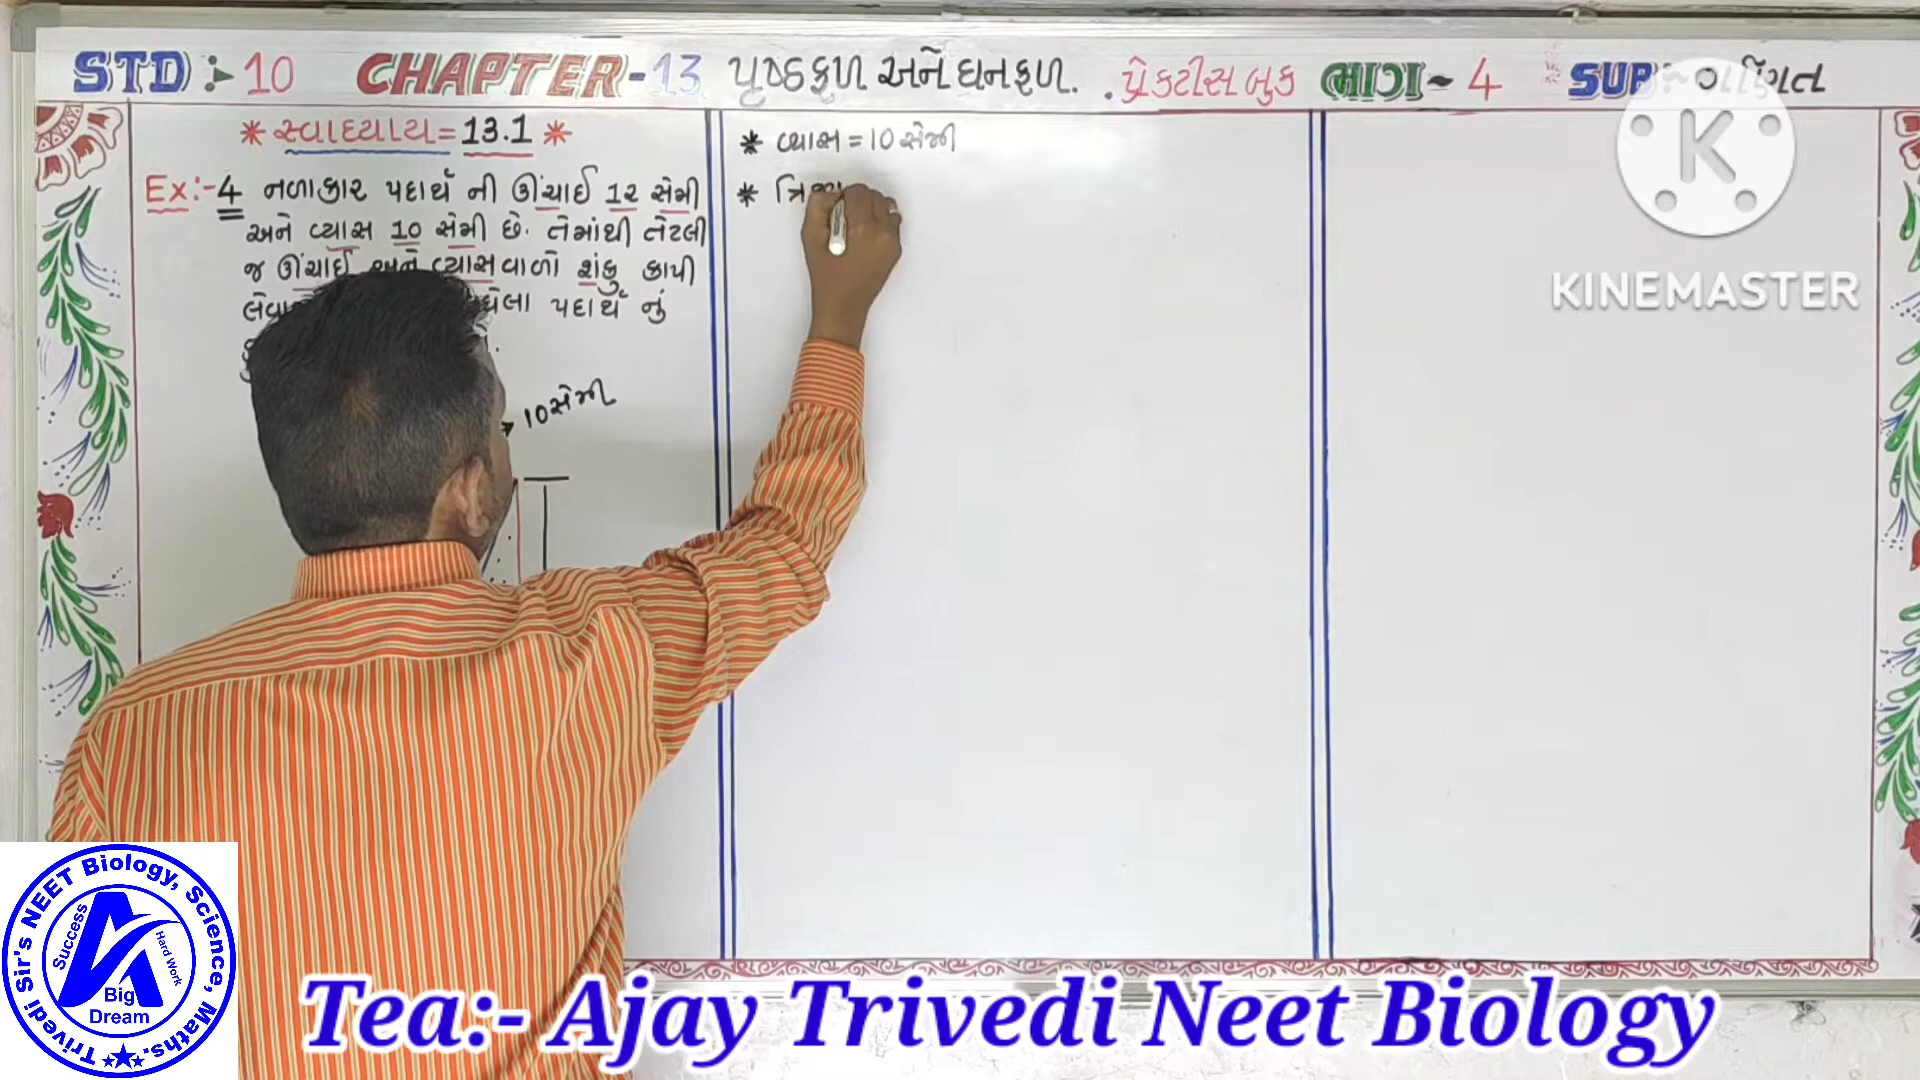 STD :- 10 CHAPTER-13 પૃષ્ઠફળ અને ઘનફળ. પ્રેકટીસ બુક ભાગ - 4 SUB
* સ્વાધ્યાય = 13.1 *
Ex:-4 નળાકાર પદાર્થ ની ઊંચાઈ 12 સેમી
અને વ્યાસ 10 સેમી છે. તેમાંથી તેટલી
જ ઊંચાઈ અને વ્યાસવાળો શંકુ કાપી
પદાર્થ નું
10 સેમી
* વ્યાસ = 10 સેમી
*
KINEMASTER
Trivedi Sir's NEET Biology, Science, Maths.
Success
Hard Work
Big
Dream
Tea:- Ajay Trivedi Neet Biology